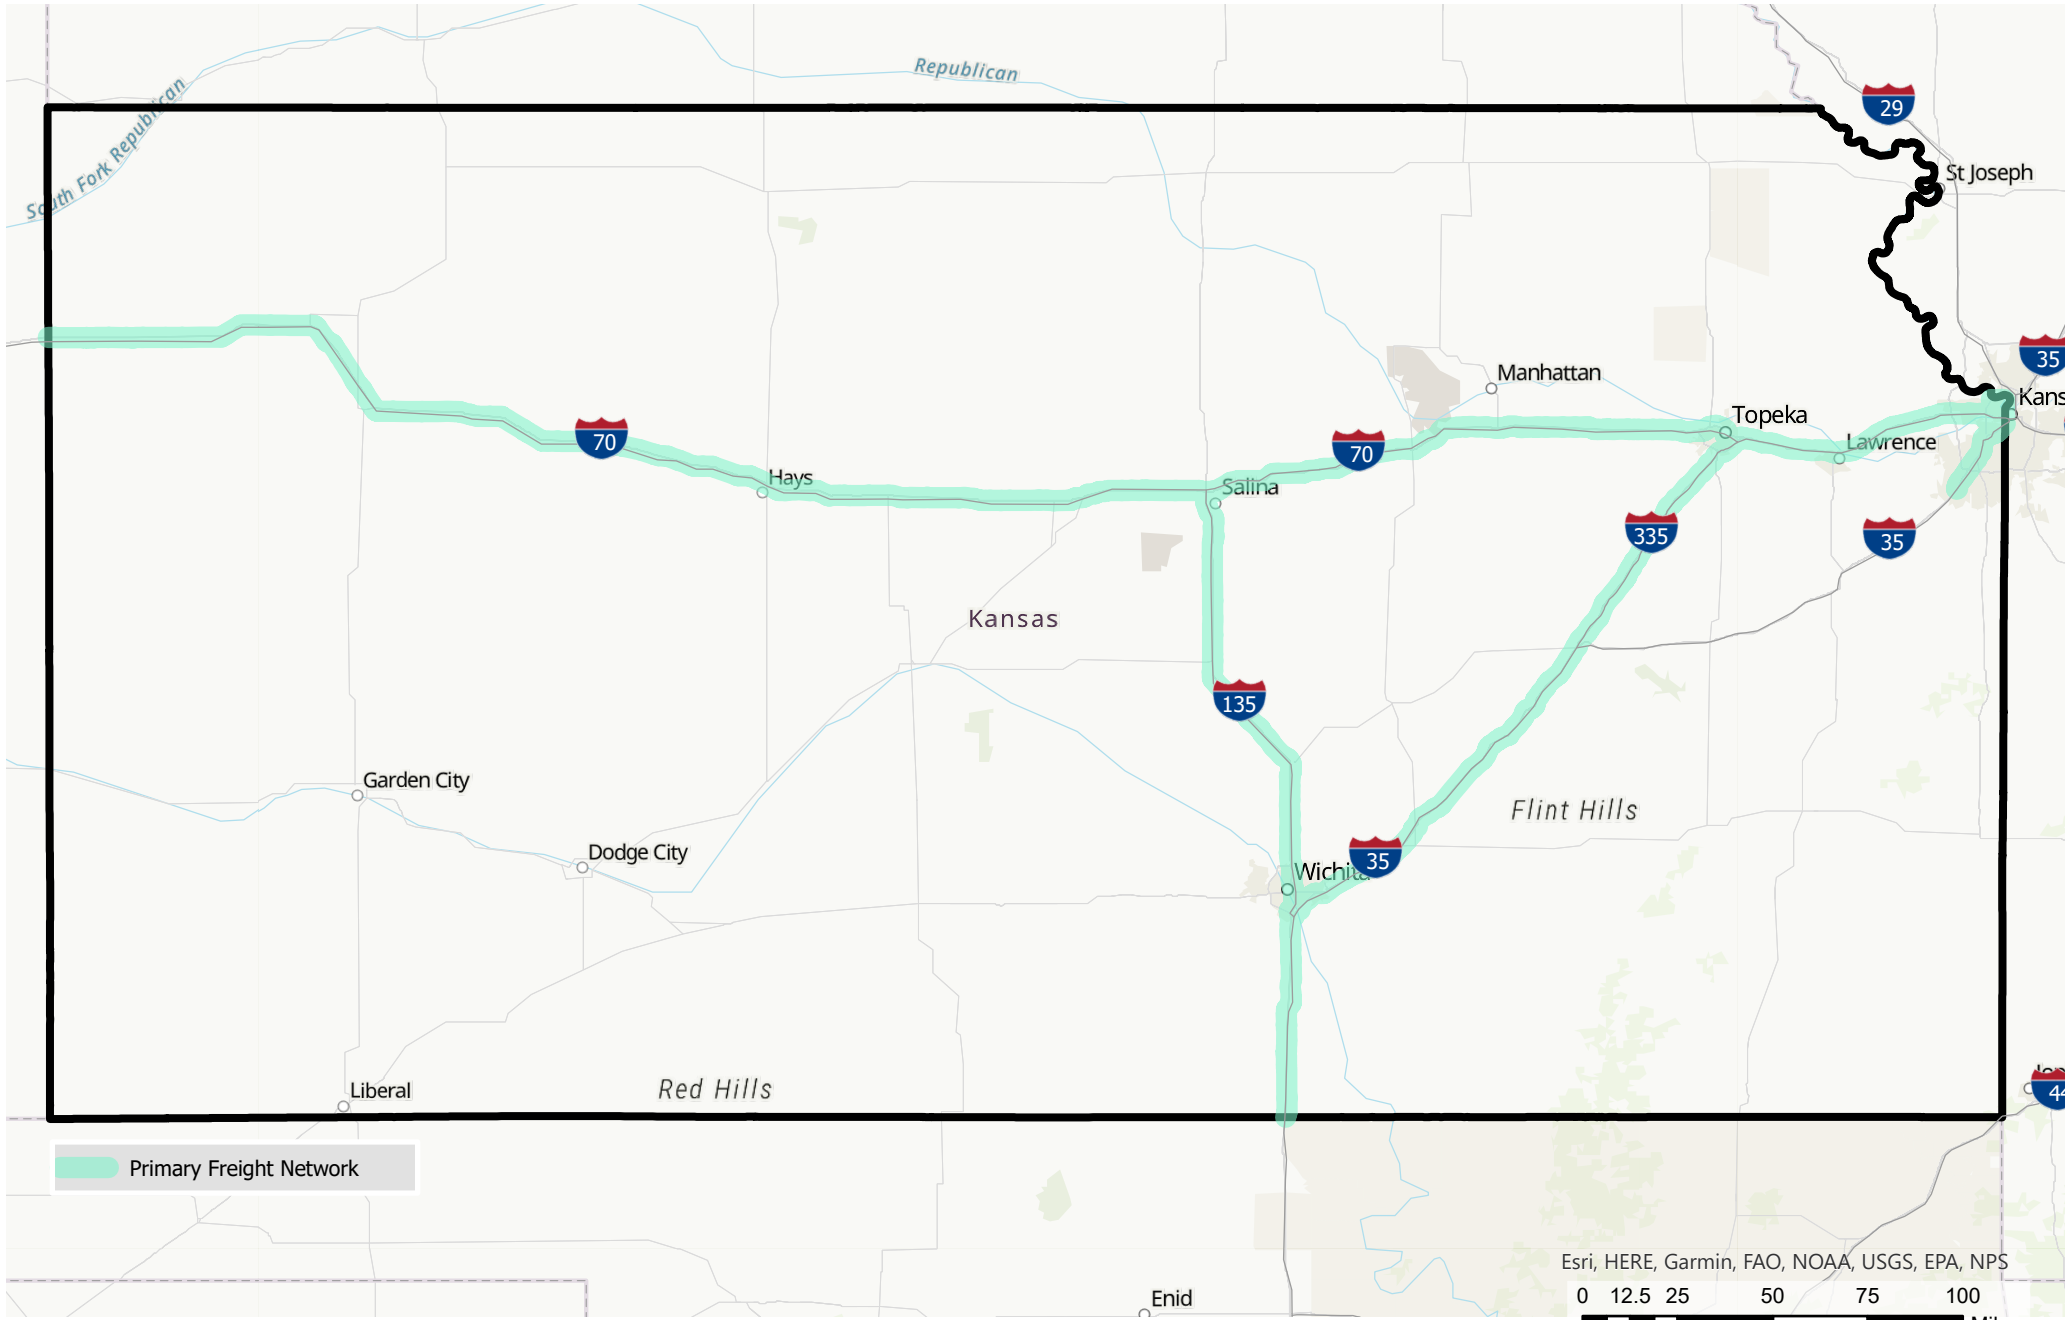 Republican
South Fork Republican
29
St Joseph
35
Manhattan
Kans
Topeka
70
70
Lawrence
Hays
Salina
335
35
Kansas
135
Garden City
Flint Hills
Dodge City
35
Wichita
Liberal
Red Hills
44
Primary Freight Network
Esri, HERE, Garmin, FAO, NOAA, USGS, EPA, NPS
0 12.5 25 50 75 100
Enid